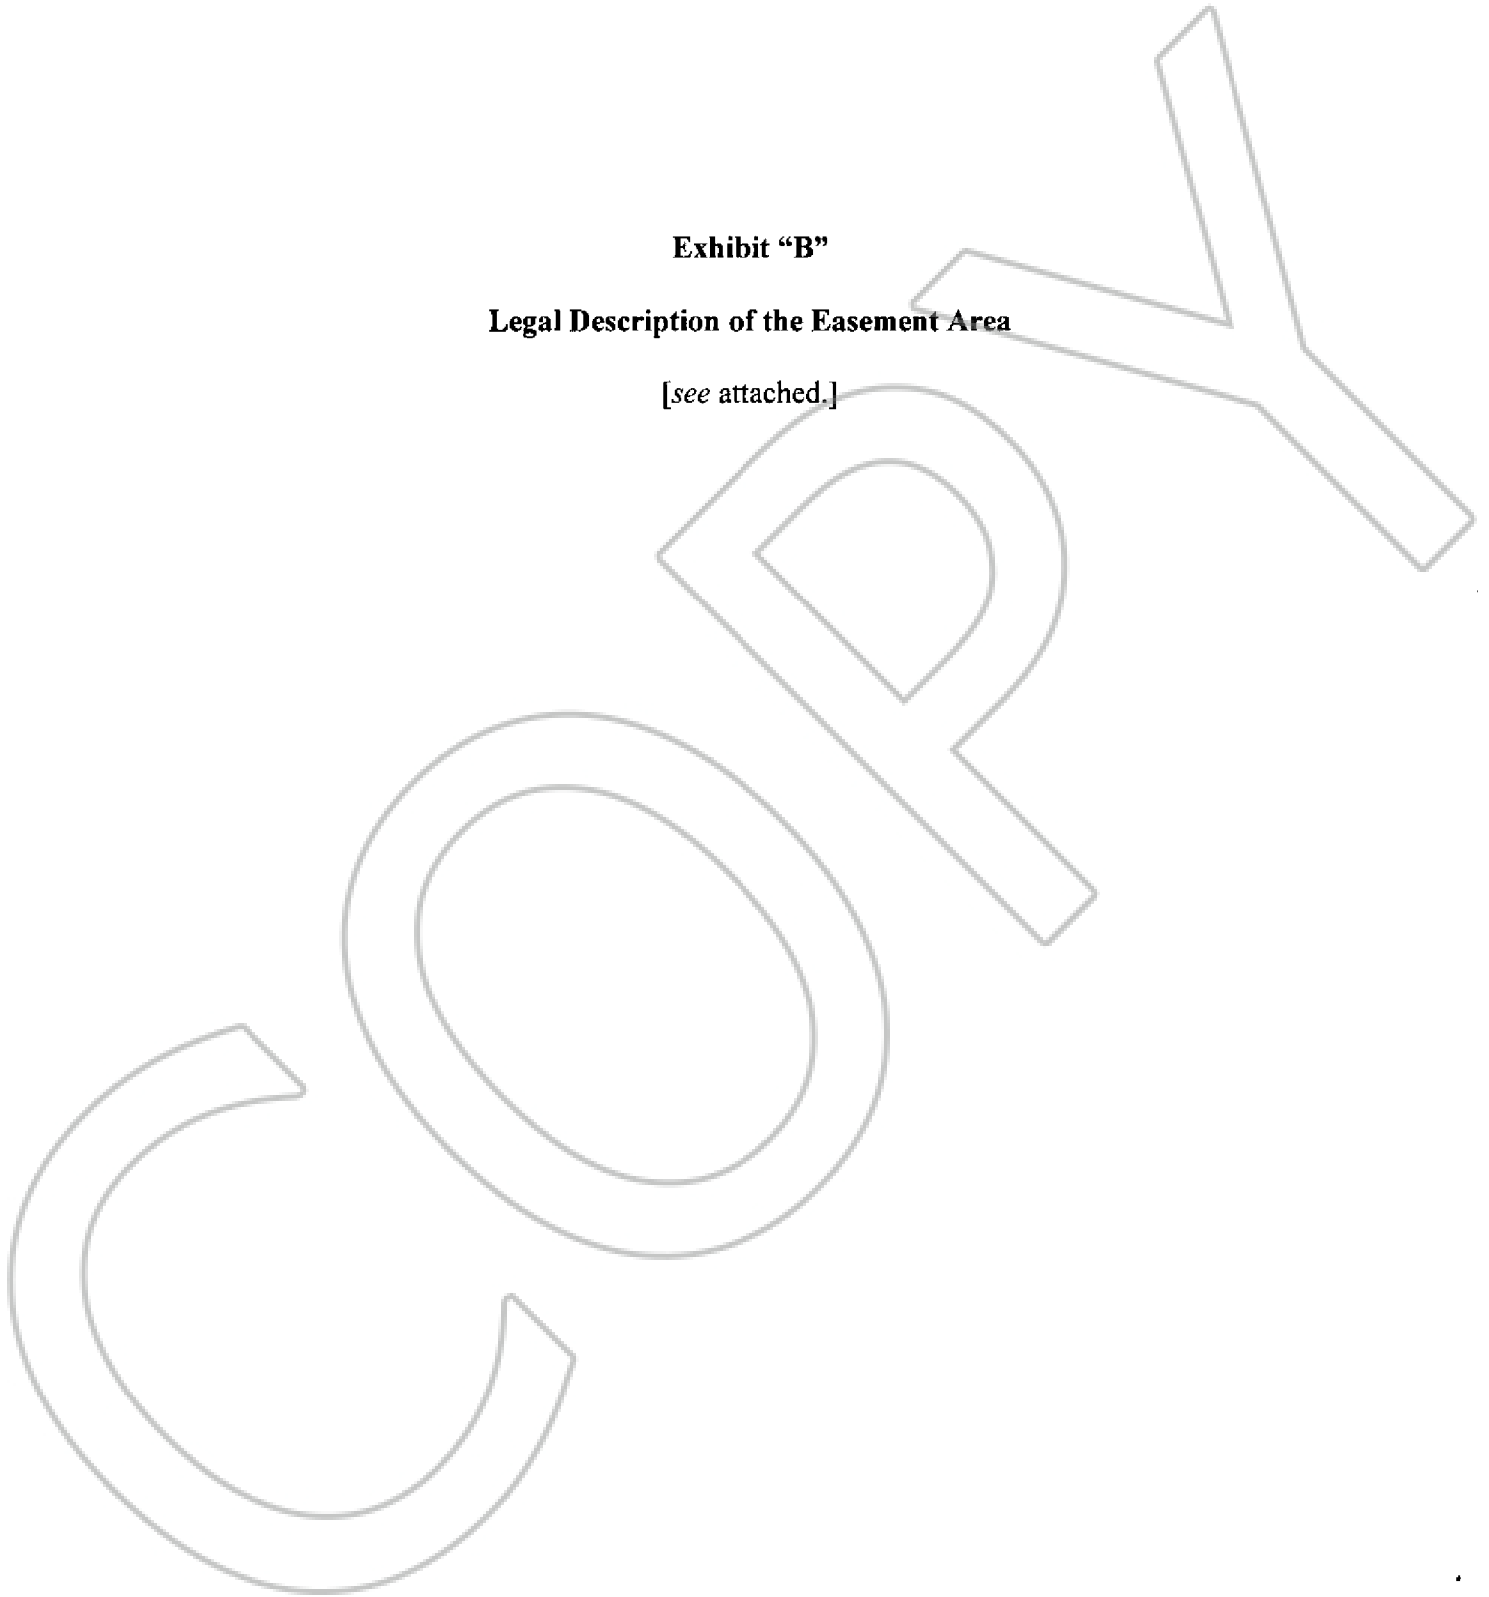 Exhibit “B”
Legal Description of the Easement Area
[see attached.]
COPY